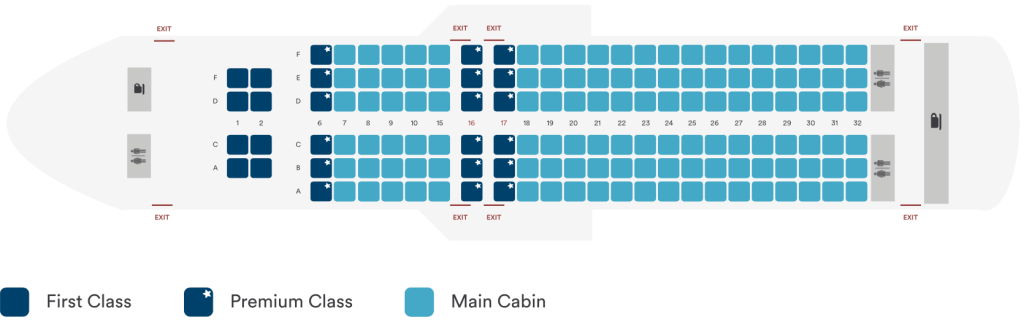 EXIT EXIT EXIT EXIT
F
F E
D D
1 2 6 7 8 9 10 15 16 17 18 19 20 21 22 23 24 25 26 27 28 29 30 31 32
C C
A B
A
EXIT EXIT EXIT EXIT
First Class Premium Class Main Cabin